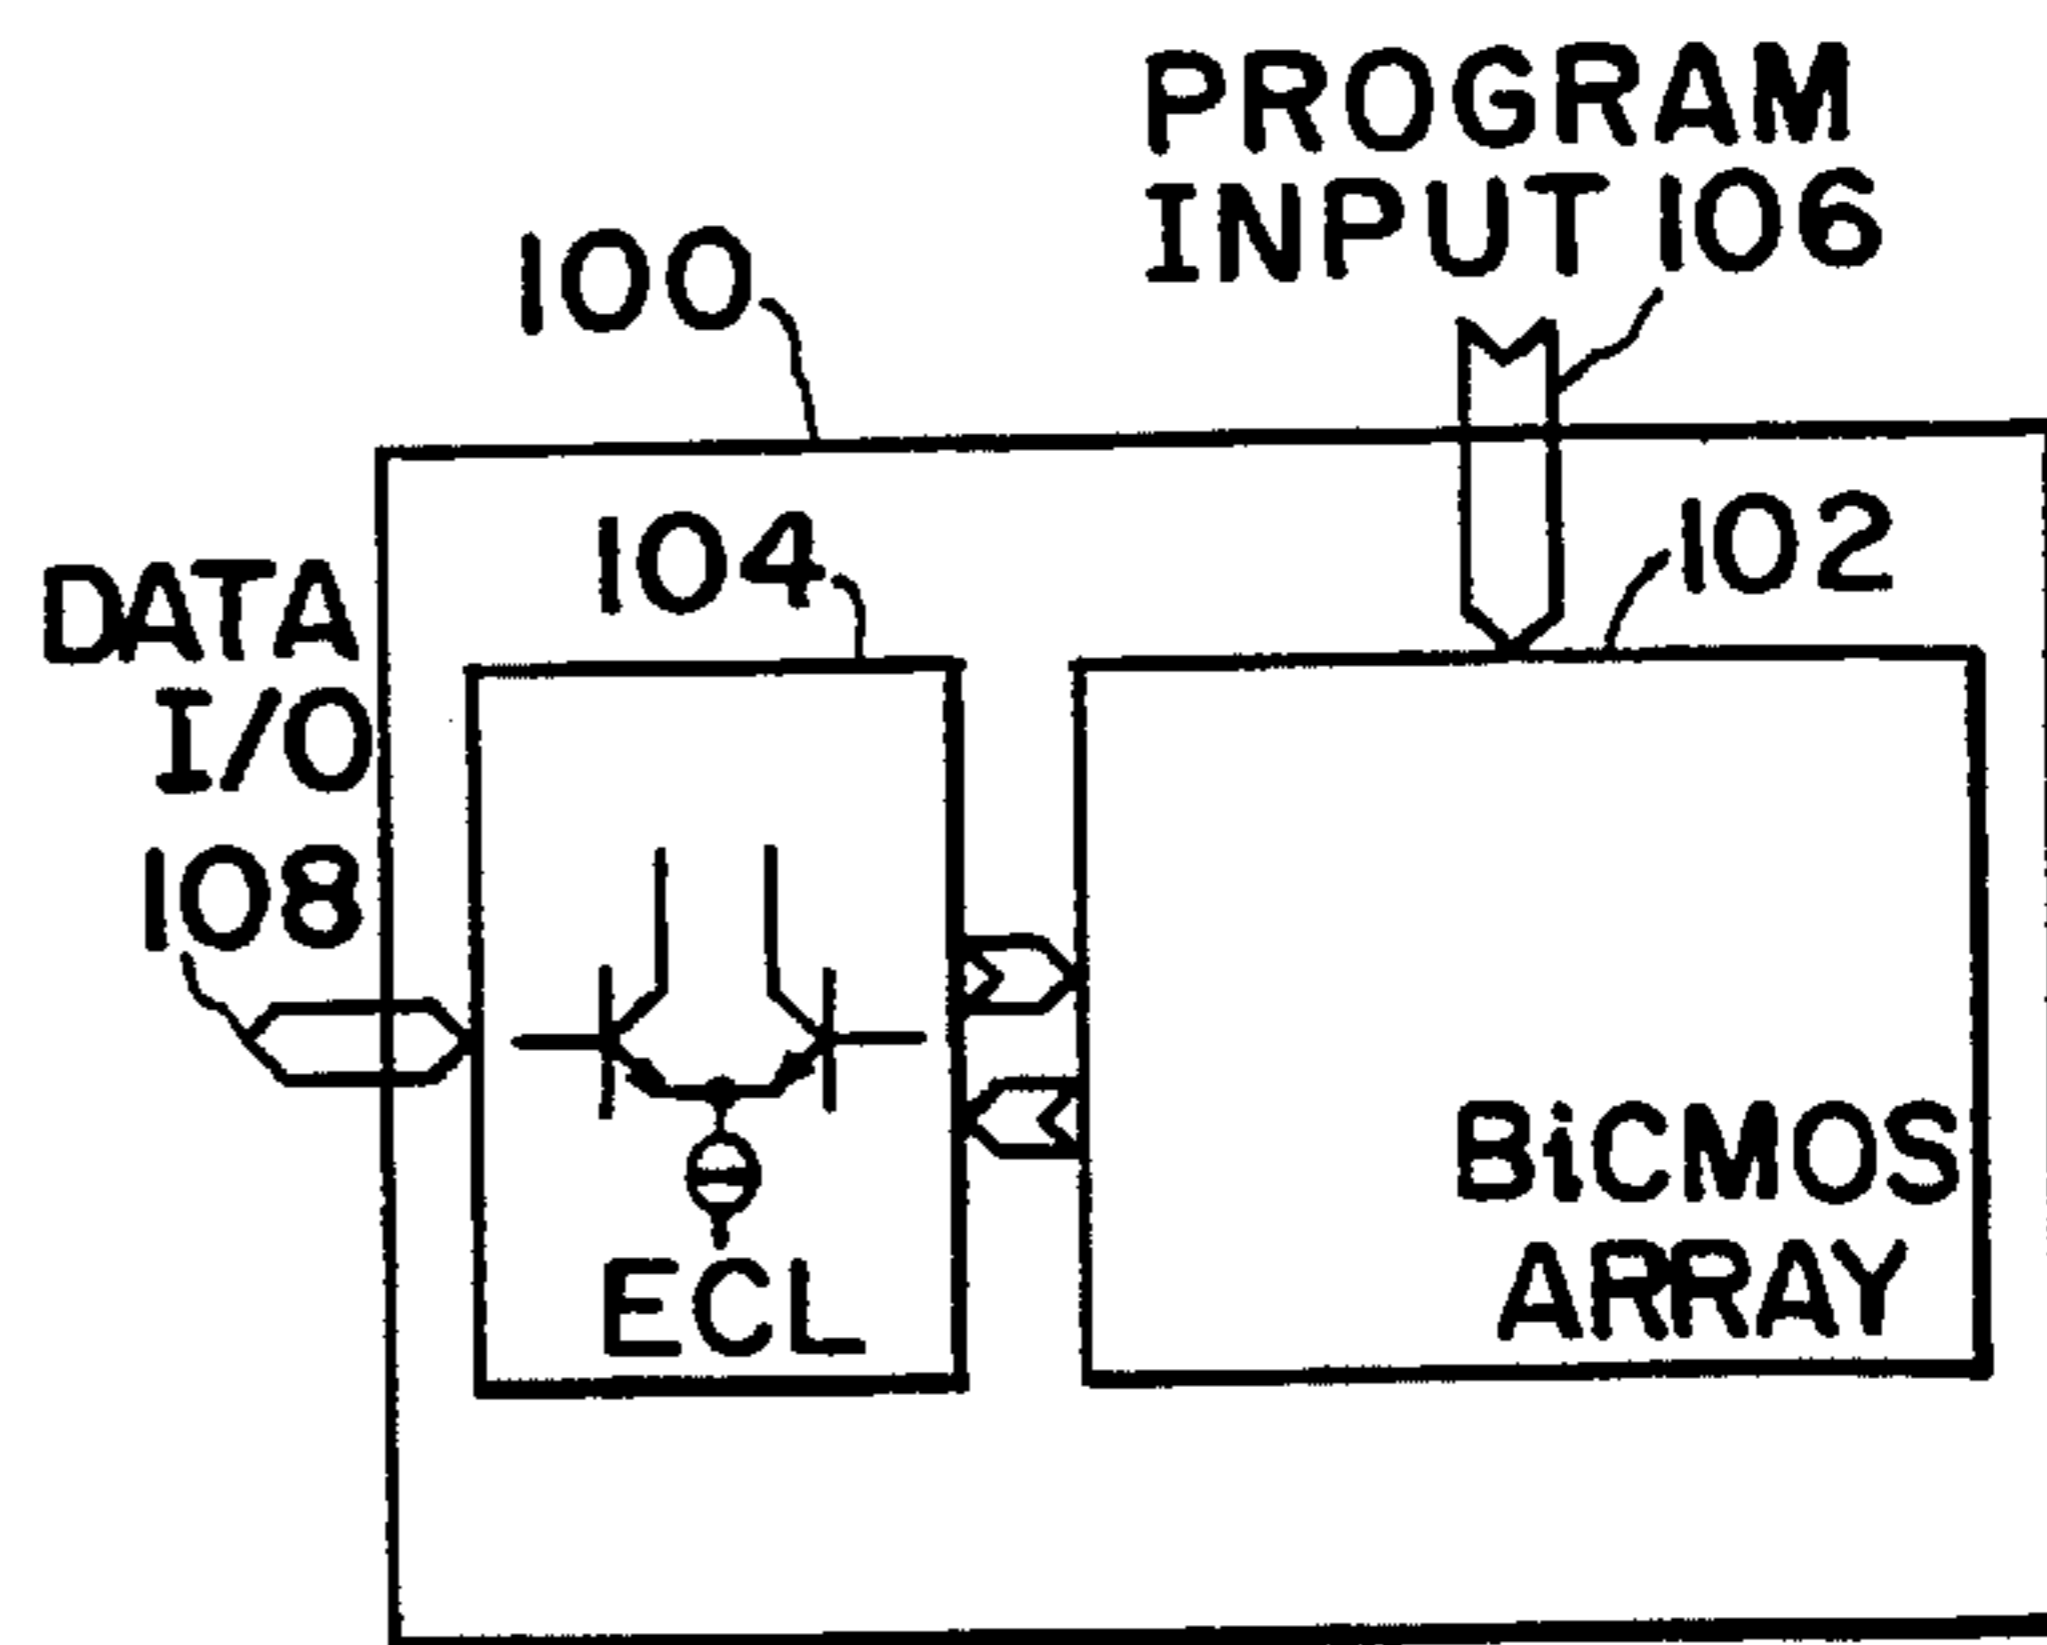 PROGRAM
INPUT 106
100
104
102
DATA
I/O
108
BiCMOS
ARRAY
ECL